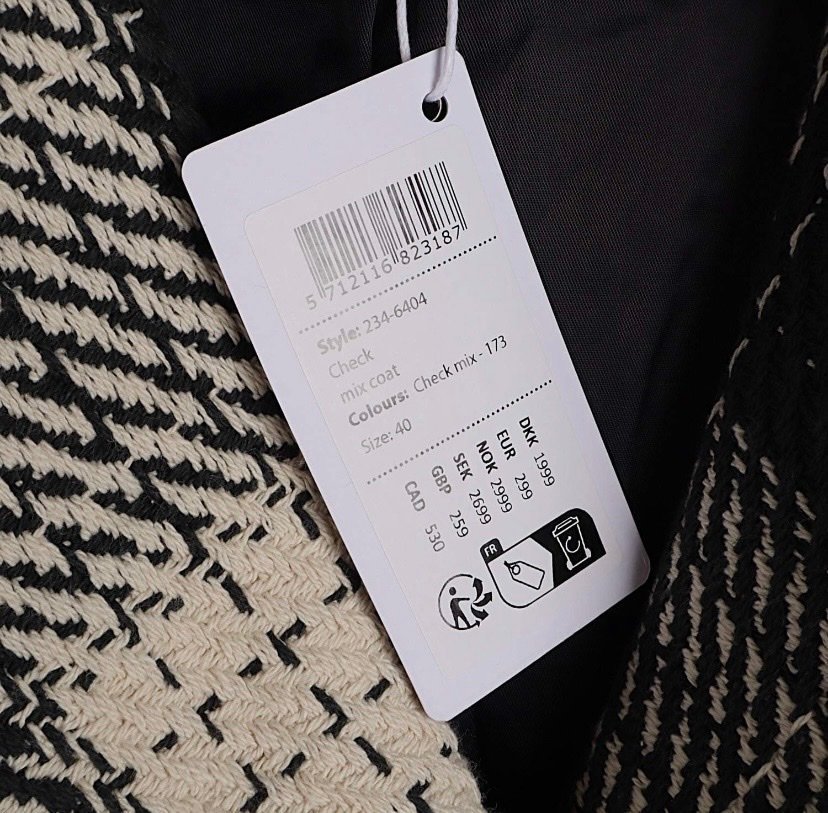 5 712116 823187
Style: 234-6404
Check
mix coat
Colours: Check mix - 173
Size: 40
DKK 1999
EUR 299
NOK 2999
SEK 2699
GBP 259
CAD 530
FR